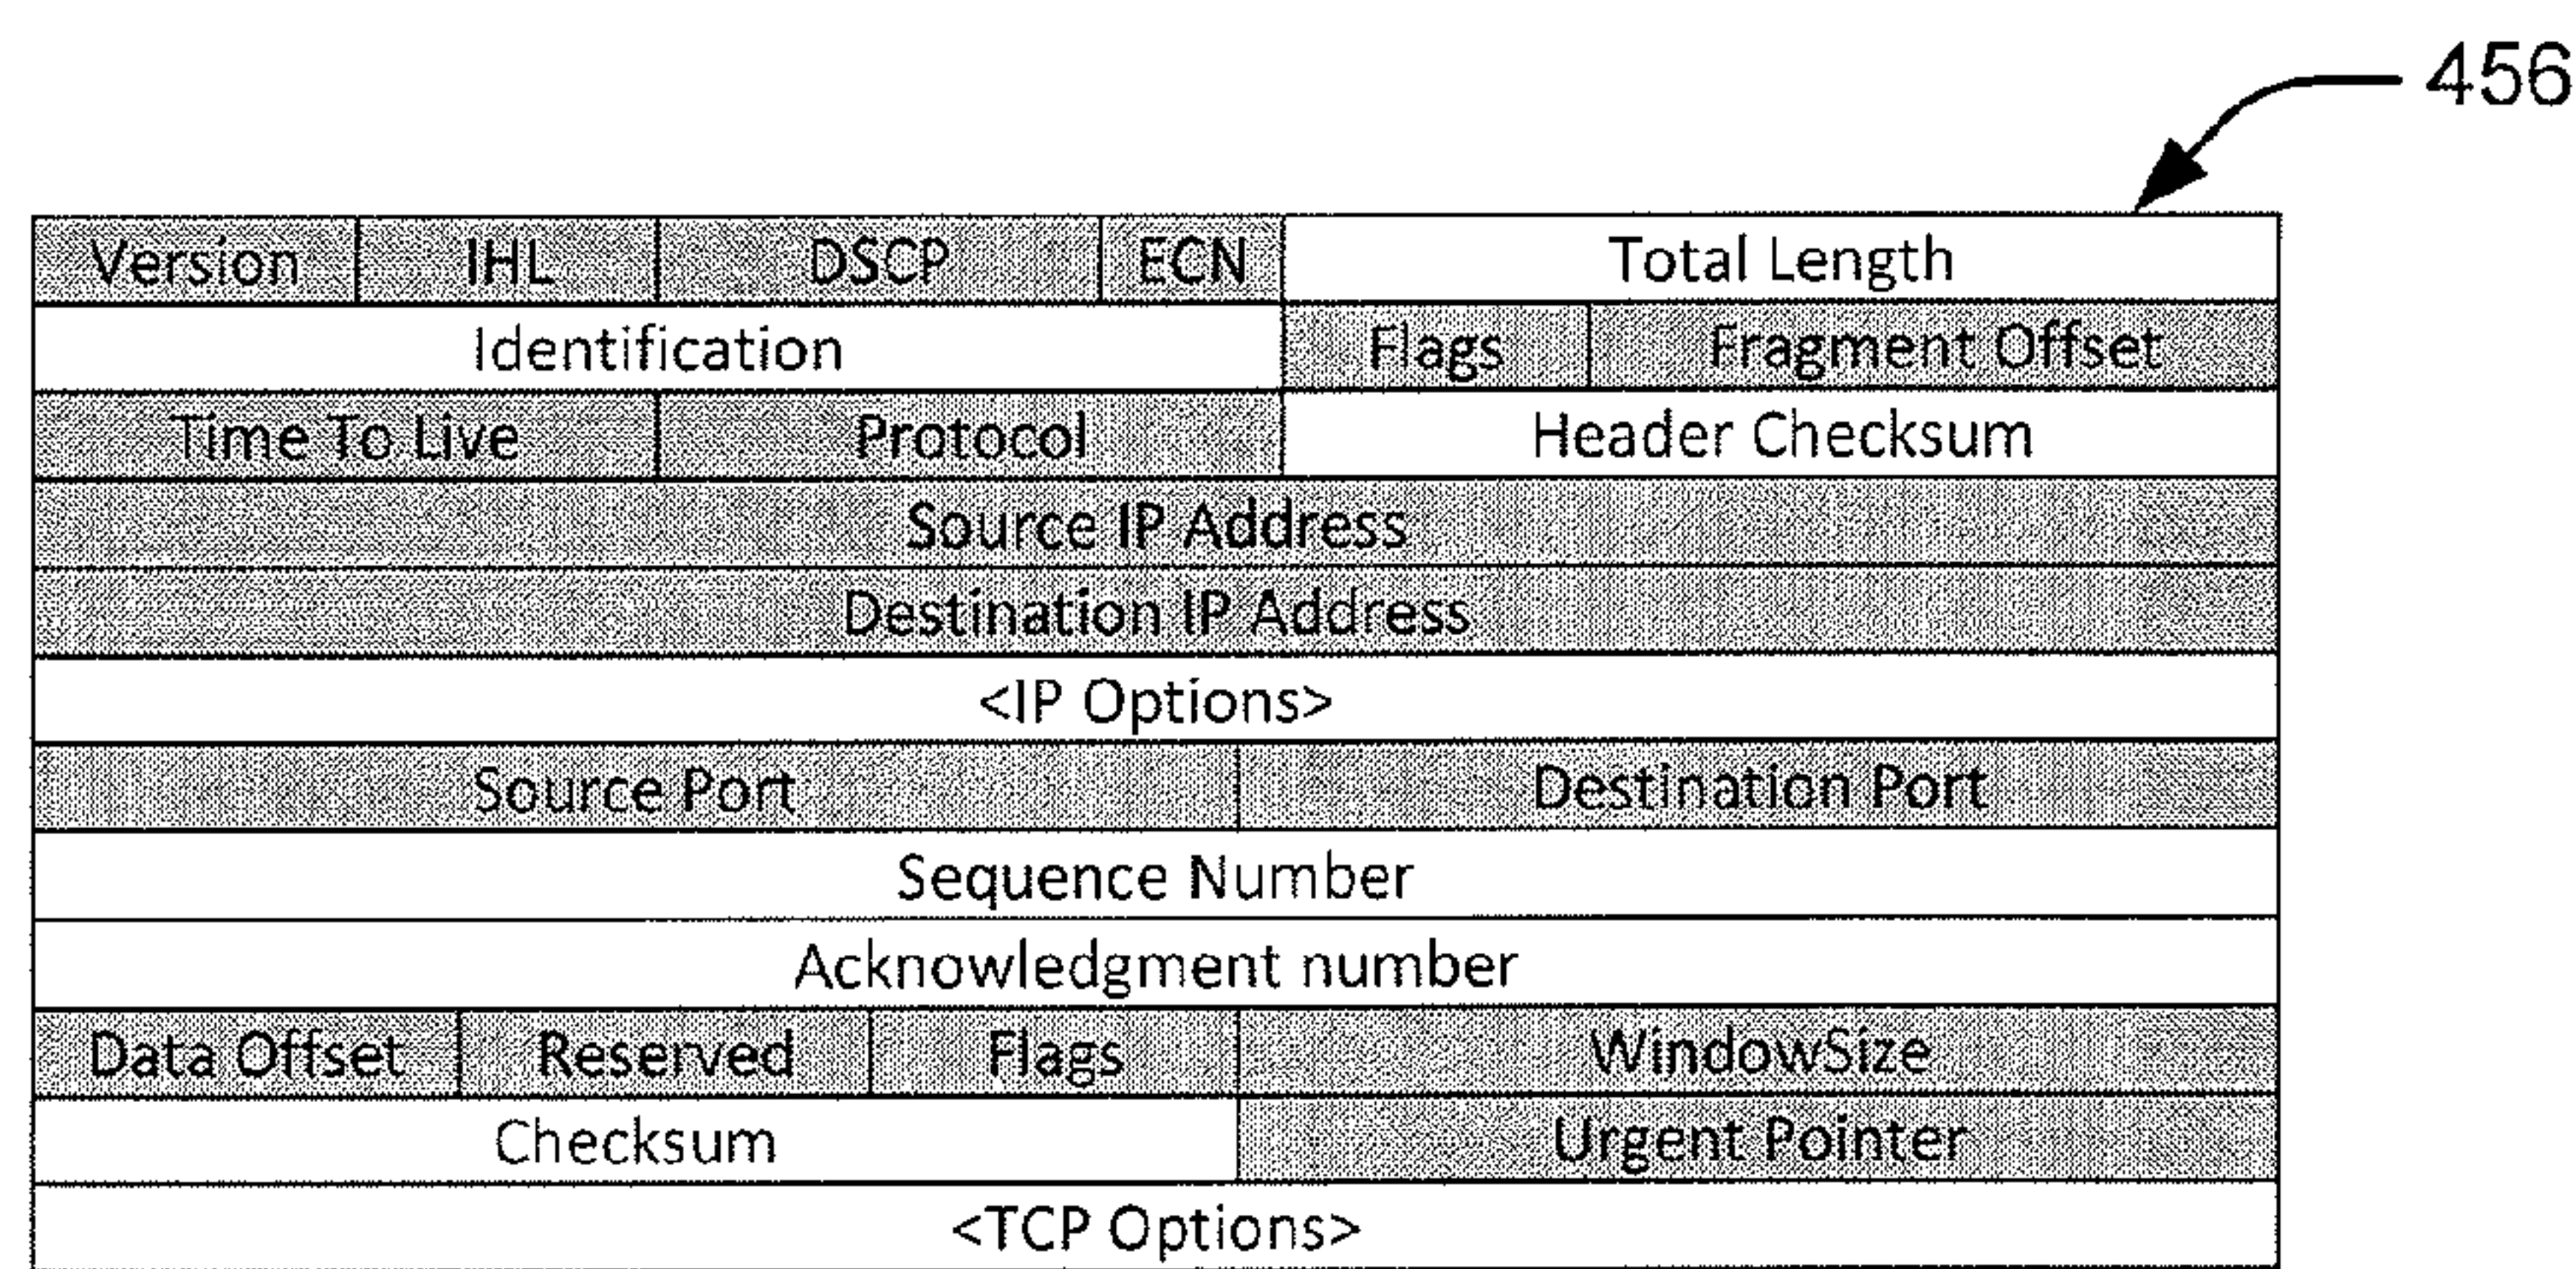 456
Version IHL DSCP ECN Total Length
Identification Flags Fragment Offset
Time To Live Protocol Header Checksum
Source IP Address
Destination IP Address
<IP Options>
Source Port Destination Port
Sequence Number
Acknowledgment number
Data Offset Reserved Flags WindowSize
Checksum Urgent Pointer
<TCP Options>